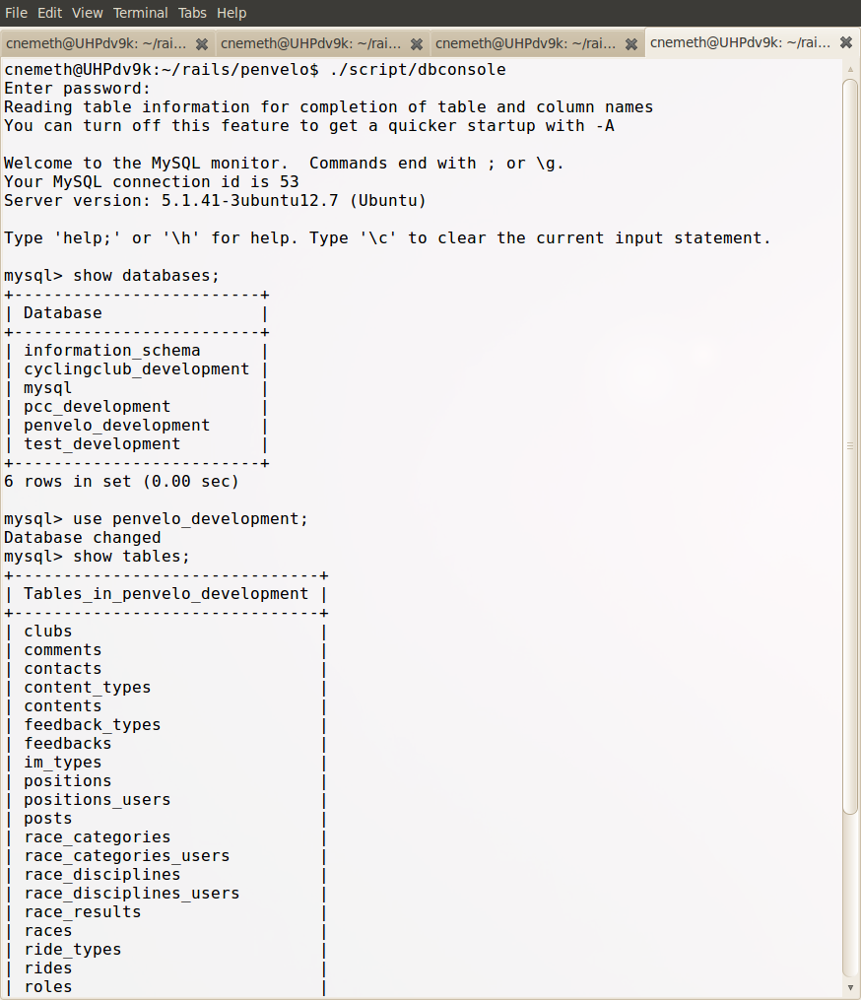 File Edit View Terminal Tabs Help
cnemeth@UHPdv9k: ~/rai... cnemeth@UHPdv9k: ~/rai... cnemeth@UHPdv9k: ~/rai... cnemeth@UHPdv9k: ~/rai...
cnemeth@UHPdv9k:~/rails/penvelo$ ./script/dbconsole
Enter password:
Reading table information for completion of table and column names
You can turn off this feature to get a quicker startup with -A

Welcome to the MySQL monitor.  Commands end with ; or \g.
Your MySQL connection id is 53
Server version: 5.1.41-3ubuntu12.7 (Ubuntu)

Type 'help;' or '\h' for help. Type '\c' to clear the current input statement.

mysql> show databases;
+-------------------------+
| Database                |
+-------------------------+
| information_schema      |
| cyclingclub_development |
| mysql                   |
| pcc_development         |
| penvelo_development     |
| test_development        |
+-------------------------+
6 rows in set (0.00 sec)

mysql> use penvelo_development;
Database changed
mysql> show tables;
+-------------------------------+
| Tables_in_penvelo_development |
+-------------------------------+
| clubs                         |
| comments                      |
| contacts                      |
| content_types                 |
| contents                      |
| feedback_types                |
| feedbacks                     |
| im_types                      |
| positions                     |
| positions_users               |
| posts                         |
| race_categories               |
| race_categories_users         |
| race_disciplines              |
| race_disciplines_users        |
| race_results                  |
| races                         |
| ride_types                    |
| rides                         |
| roles                         |